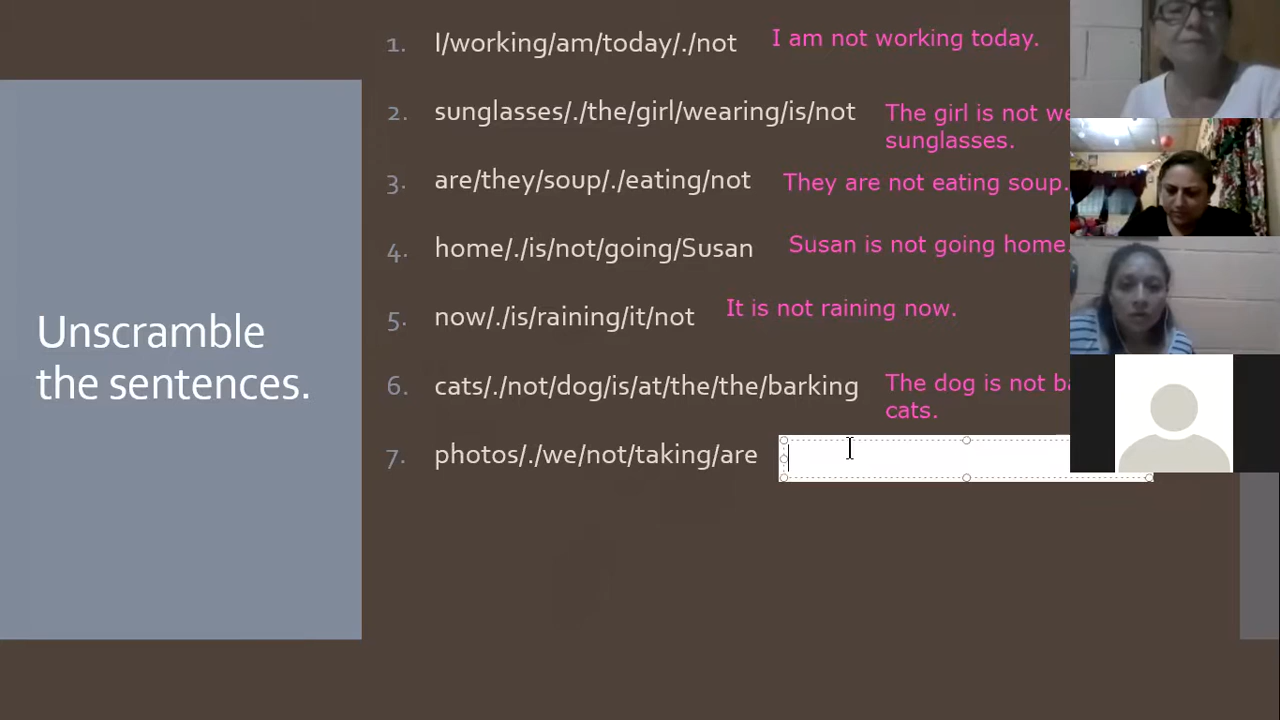 Unscramble
the sentences.
1. I/working/am/today/./not
I am not working today.
2. sunglasses/./the/girl/wearing/is/not
The girl is not
sunglasses.
3. are/they/soup/./eating/not
They are not eating soup.
4. home/./is/not/going/Susan
Susan is not going home.
5. now/./is/raining/it/not
It is not raining now.
6. cats/./not/dog/is/at/the/the/barking
The dog is not
cats.
7. photos/./we/not/taking/are